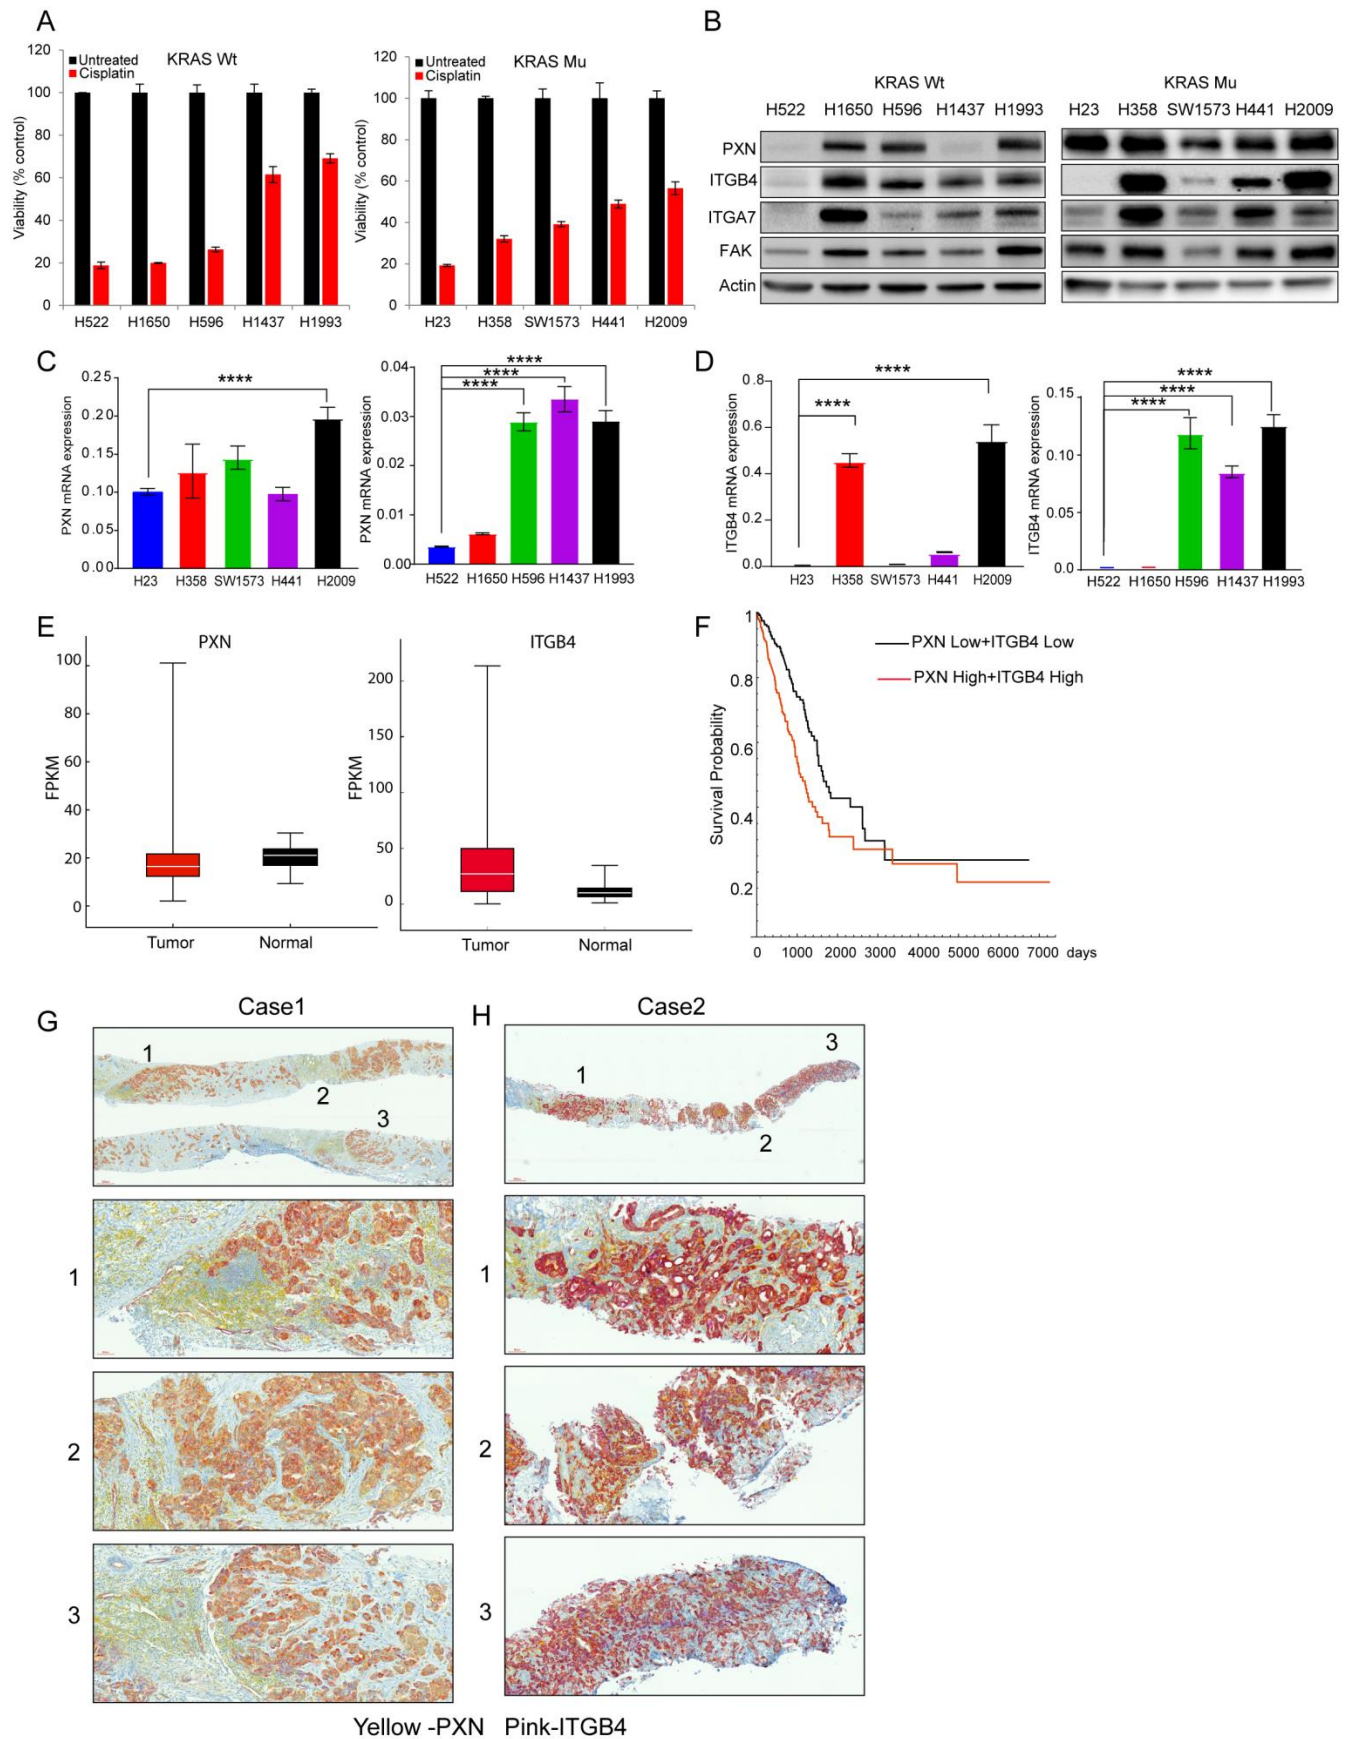 A
B
Untreated
Cisplatin
KRAS Wt
Viability (% control)
120
100
80
60
40
20
0
H522 H1650 H596 H1437 H1993
Untreated
Cisplatin
KRAS Mu
Viability (% control)
120
100
80
60
40
20
0
H23 H358 SW1573 H441 H2009
KRAS Wt
H522 H1650 H596 H1437 H1993
KRAS Mu
H23 H358 SW1573 H441 H2009
PXN
ITGB4
ITGA7
FAK
Actin
C
PXN mRNA expression
0.25
0.20
0.15
0.10
0.05
0.00
****
H23 H358 SW1573 H441 H2009
PXN mRNA expression
0.04
0.03
0.02
0.01
0.00
****
****
****
H522 H1650 H596 H1437 H1993
D
ITGB4 mRNA expression
0.8
0.6
0.4
0.2
0.0
****
****
H23 H358 SW1573 H441 H2009
ITGB4 mRNA expression
0.15
0.10
0.05
0.0
****
****
****
H522 H1650 H596 H1437 H1993
E
PXN
FPKM
100
80
60
40
20
0
Tumor Normal
ITGB4
FPKM
200
150
100
50
0
Tumor Normal
F
Survival Probability
1
0.8
0.6
0.4
0.2
PXN Low+ITGB4 Low
PXN High+ITGB4 High
0 1000 2000 3000 4000 5000 6000 7000 days
G
Case1
1
2
3
1
2
3
H
Case2
1
2
3
1
2
3
Yellow -PXN Pink-ITGB4